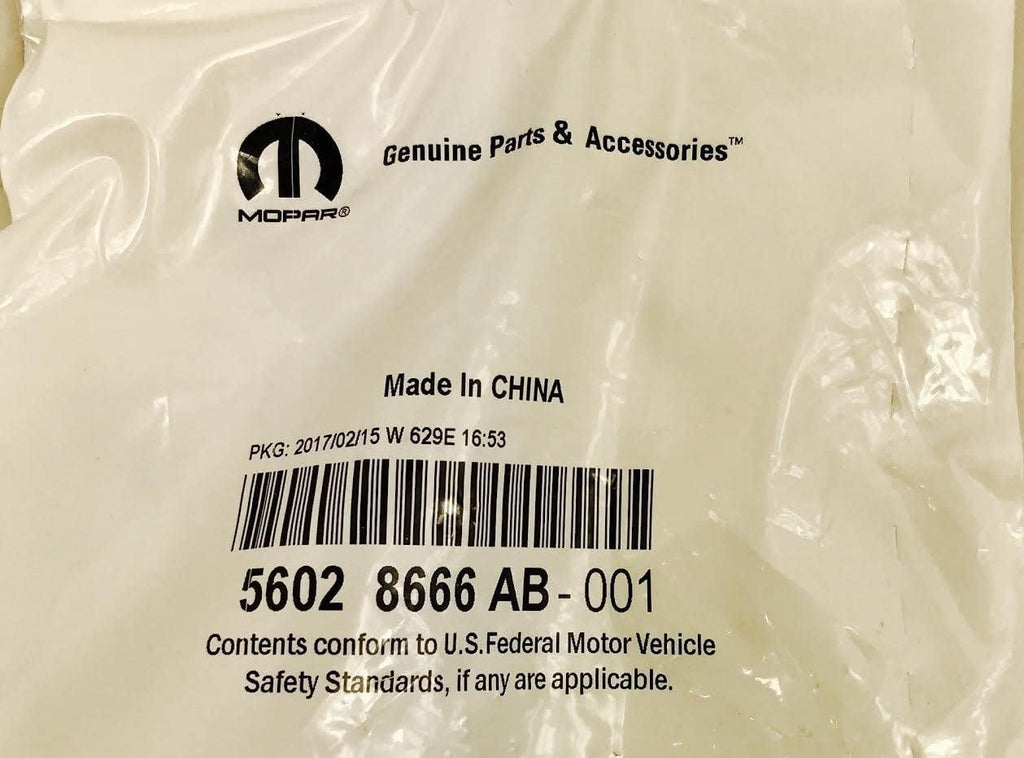 MOPAR®
Genuine Parts & Accessories™
Made In CHINA
PKG: 2017/02/15 W 629E 16:53
5602 8666 AB - 001
Contents conform to U.S.Federal Motor Vehicle
Safety Standards, if any are applicable.